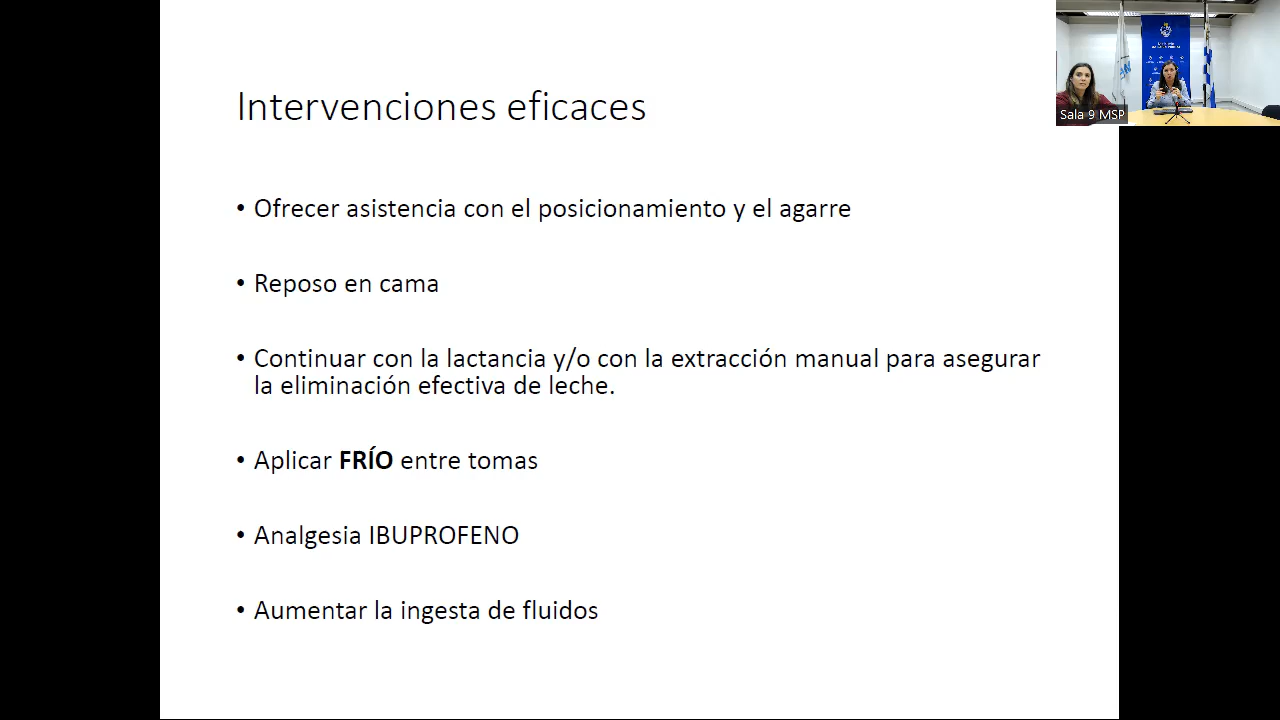 Intervenciones eficaces
• Ofrecer asistencia con el posicionamiento y el agarre
• Reposo en cama
• Continuar con la lactancia y/o con la extracción manual para asegurar
la eliminación efectiva de leche.
• Aplicar FRÍO entre tomas
• Analgesia IBUPROFENO
• Aumentar la ingesta de fluidos
Sala 9 MSP